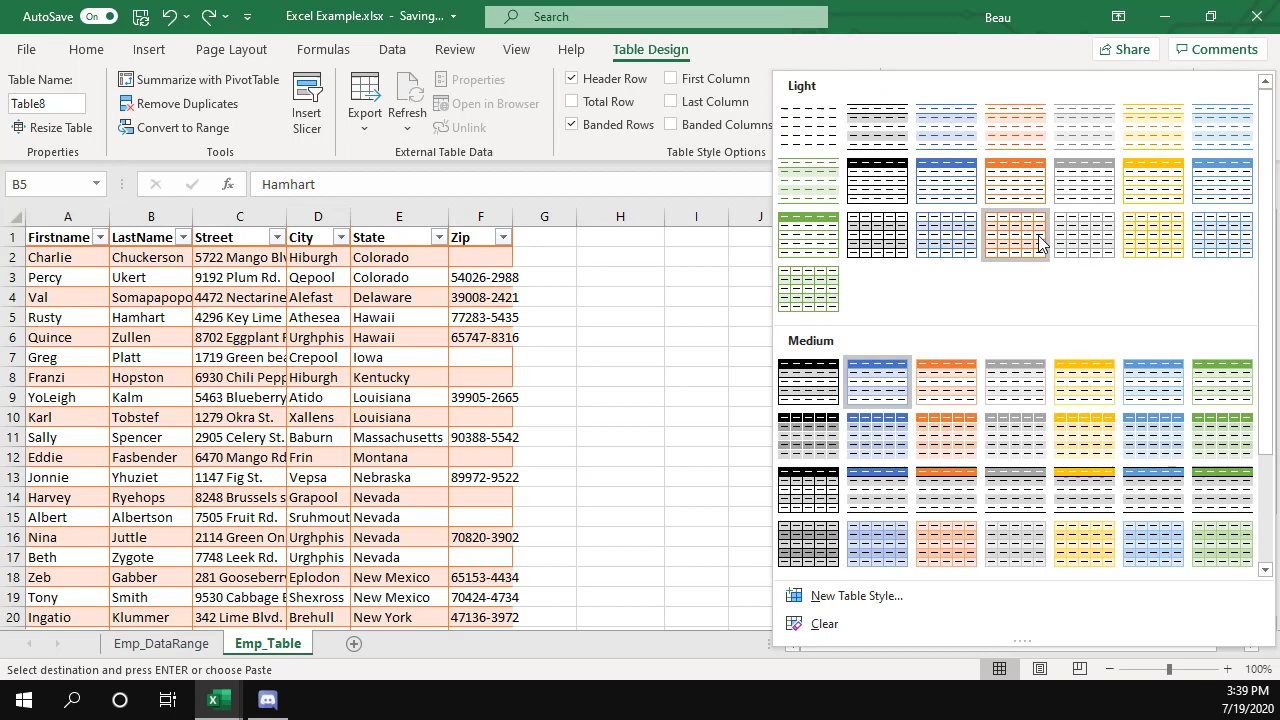 AutoSave On Excel Example.xlsx - Saving... Search Beau
File Home Insert Page Layout Formulas Data Review View Help Table Design Share Comments
Table Name:
Table8
Resize Table
Properties
Summarize with PivotTable
Remove Duplicates
Convert to Range
Insert
Slicer
Tools
Export
Refresh
Properties
Open in Browser
Unlink
External Table Data
Header Row First Column
Total Row Last Column
Banded Rows Banded Columns
Table Style Options
Light
Medium
New Table Style...
Clear
B5 fx Hamhart
A B C D E F G H I J
1 Firstname LastName Street City State Zip
2 Charlie Chuckerson 5722 Mango Blv Hiburgh Colorado
3 Percy Ukert 9192 Plum Rd. Qepool Colorado 54026-2988
4 Val Somapapopo 4472 Nectarine Alefast Delaware 39008-2421
5 Rusty Hamhart 4296 Key Lime Athesea Hawaii 77283-5435
6 Quince Zullen 8702 Eggplant Urghphis Hawaii 65747-8316
7 Greg Platt 1719 Green bea Crepool Iowa
8 Franzi Hopston 6930 Chili Pepp Hiburgh Kentucky
9 YoLeigh Kalm 5463 Blueberry Atido Louisiana 39905-2665
10 Karl Tobstef 1279 Okra St. Xallens Louisiana
11 Sally Spencer 2905 Celery St. Baburn Massachusetts 90388-5542
12 Eddie Fasbender 6470 Mango Rd Frin Montana
13 Jonnie Yhuziet 1147 Fig St. Vepsa Nebraska 89972-9522
14 Harvey Ryehops 8248 Brussels s Grapool Nevada
15 Albert Albertson 7505 Fruit Rd. Sruhmout Nevada
16 Nina Juttle 2114 Green On Urghphis Nevada 70820-3902
17 Beth Zygote 7748 Leek Rd. Urghphis Nevada
18 Zeb Gabber 281 Gooseberr Eplodon New Mexico 65153-4434
19 Tony Smith 9530 Cabbage Shexross New Mexico 70424-4734
20 Ingatio Klummer 342 Lime Blvd. Brehull New York 47136-3972
Emp_DataRange Emp_Table
Select destination and press ENTER or choose Paste 100%
3:39 PM
7/19/2020